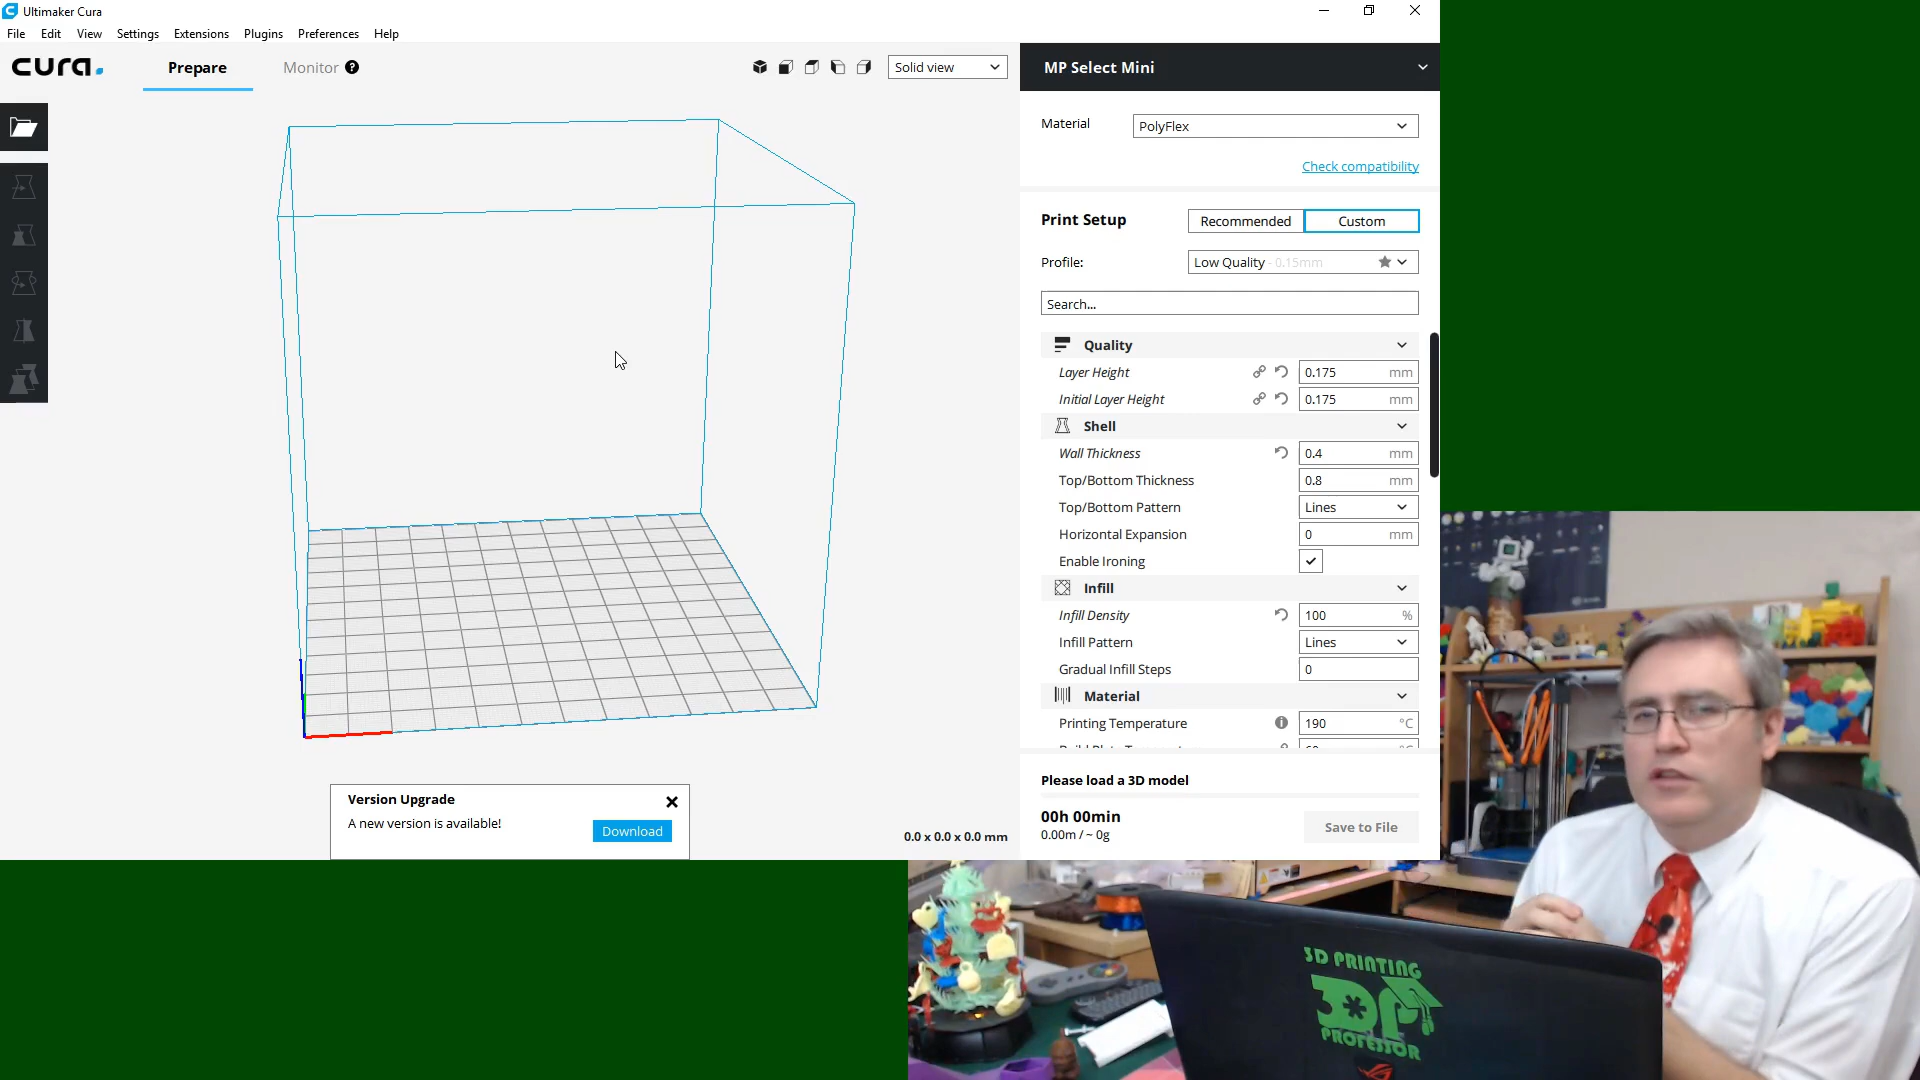 Ultimaker Cura
File Edit View Settings Extensions Plugins Preferences Help
cura.
Prepare
Monitor ?
Solid view
MP Select Mini
Material
PolyFlex
Check compatibility
Print Setup
Recommended
Custom
Profile:
Low Quality - 0.15mm
Search...
Quality
Layer Height 0.175 mm
Initial Layer Height 0.175 mm
Shell
Wall Thickness 0.4 mm
Top/Bottom Thickness 0.8
Top/Bottom Pattern Lines
Horizontal Expansion 0 mm
Enable Ironing
Infill
Infill Density 100 %
Infill Pattern Lines
Gradual Infill Steps 0
Material
Printing Temperature 190 °C
Please load a 3D model
00h 00min
0.00m / ~ 0g
Save to File
Version Upgrade
A new version is available!
Download
0.0 x 0.0 x 0.0 mm
3D PRINTING
3DP
PROFESSOR